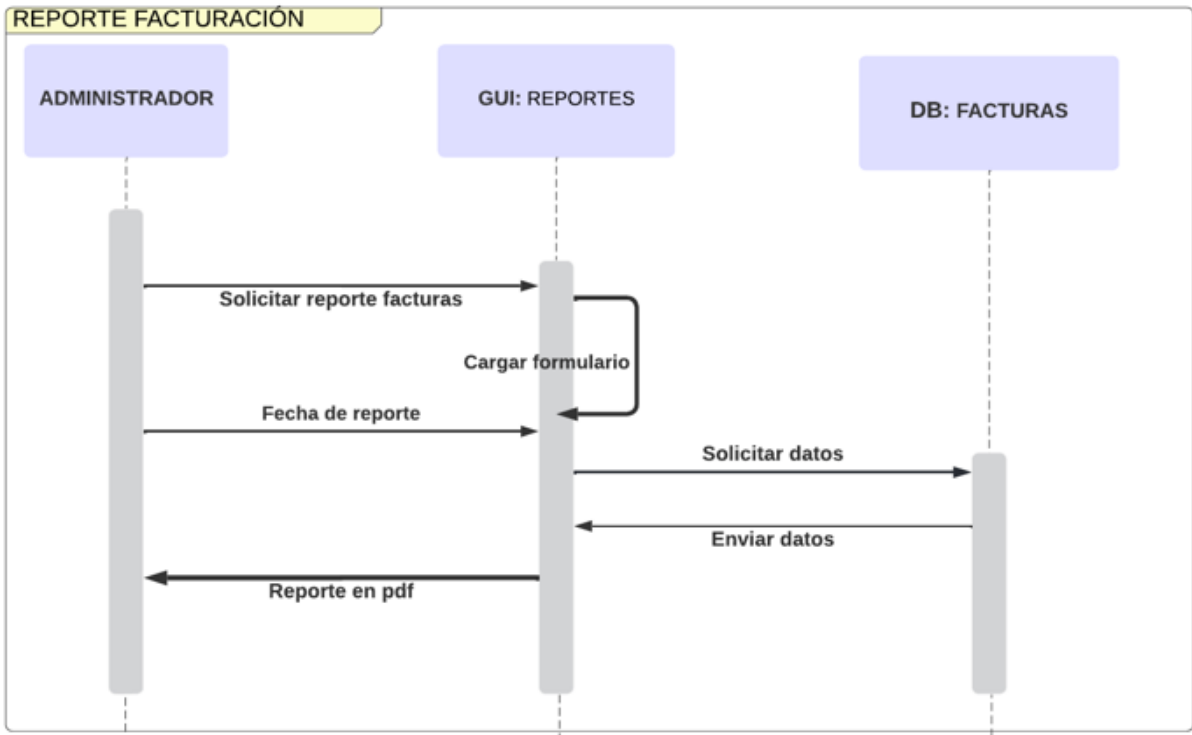 REPORTE FACTURACIÓN
ADMINISTRADOR
GUI: REPORTES
DB: FACTURAS
Solicitar reporte facturas
Cargar formulario
Fecha de reporte
Solicitar datos
Enviar datos
Reporte en pdf